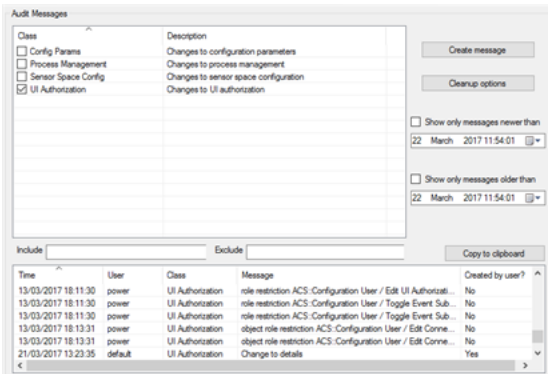 Audit Messages
Class Description
Config Params Changes to configuration parameters
Process Management Changes to process management
Sensor Space Config Changes to sensor space configuration
UI Authorization Changes to UI authorization
Create message
Cleanup options
Show only messages newer than
22 March 2017 11:54:01
Show only messages older than
22 March 2017 11:54:01
Include Exclude Copy to clipboard
Time User Class Message Created by user?
13/03/2017 18:11:30 power UI Authorization role restriction ACS::Configuration User / Edit UI Authorizati... No
13/03/2017 18:11:30 power UI Authorization role restriction ACS::Configuration User / Toggle Event Sub... No
13/03/2017 18:11:30 power UI Authorization role restriction ACS::Configuration User / Toggle Event Sub... No
13/03/2017 18:13:31 power UI Authorization object role restriction ACS::Configuration User / Edit Conne... No
13/03/2017 18:13:31 power UI Authorization object role restriction ACS::Configuration User / Edit Conne... No
21/03/2017 13:23:35 default UI Authorization Change to details Yes